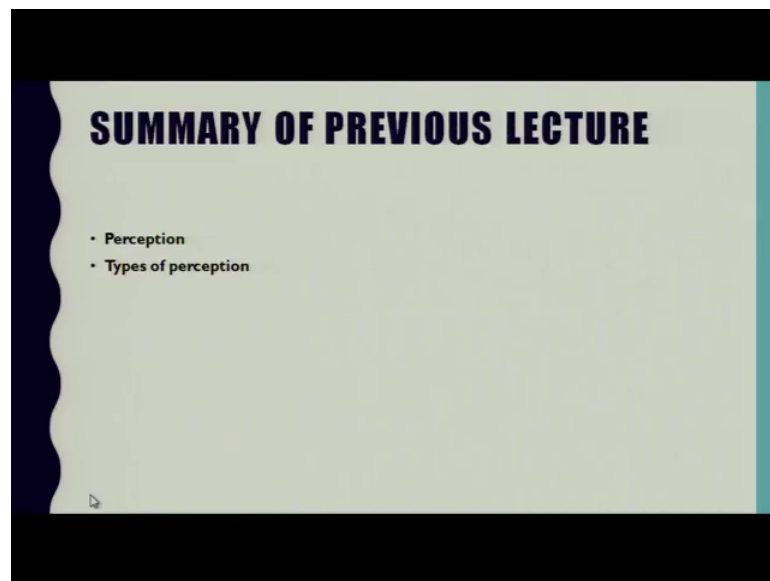 SUMMARY OF PREVIOUS LECTURE
• Perception
• Types of perception